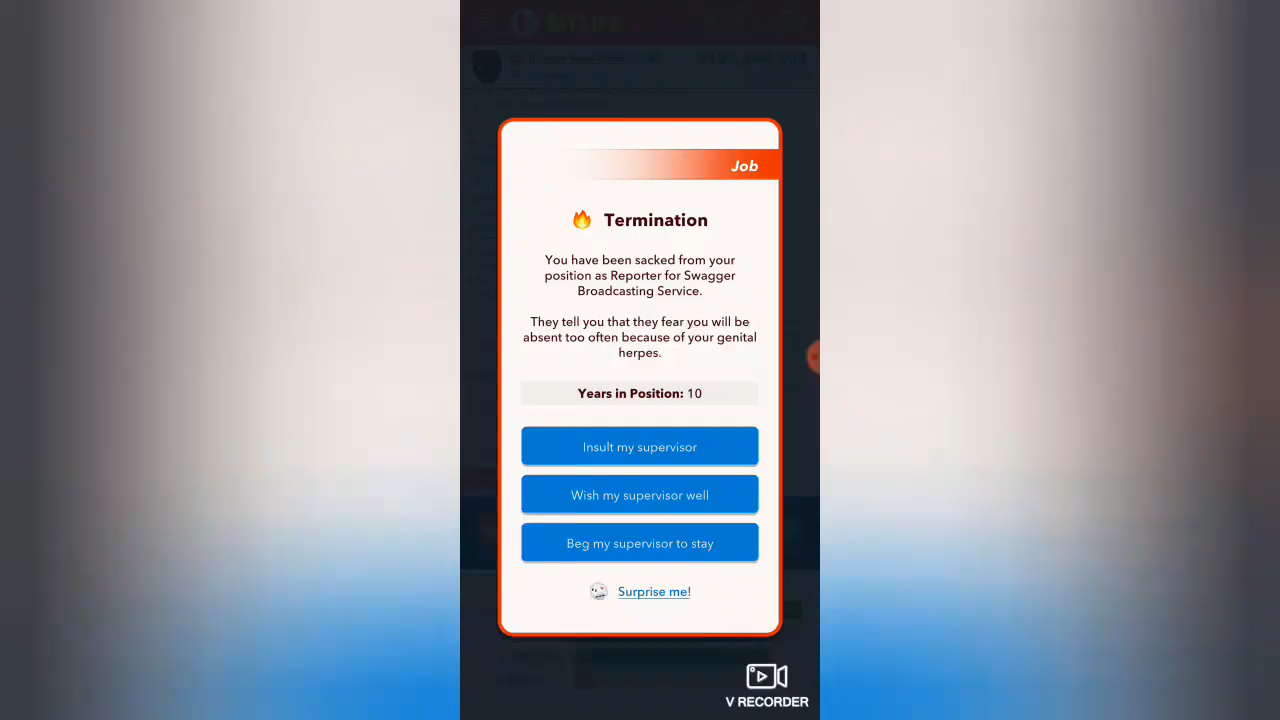 BitLife
Job
🔥 Termination
You have been sacked from your
position as Reporter for Swagger
Broadcasting Service.
They tell you that they fear you will be
absent too often because of your genital
herpes.
Years in Position: 10
Insult my supervisor
Wish my supervisor well
Beg my supervisor to stay
Surprise me!
V RECORDER